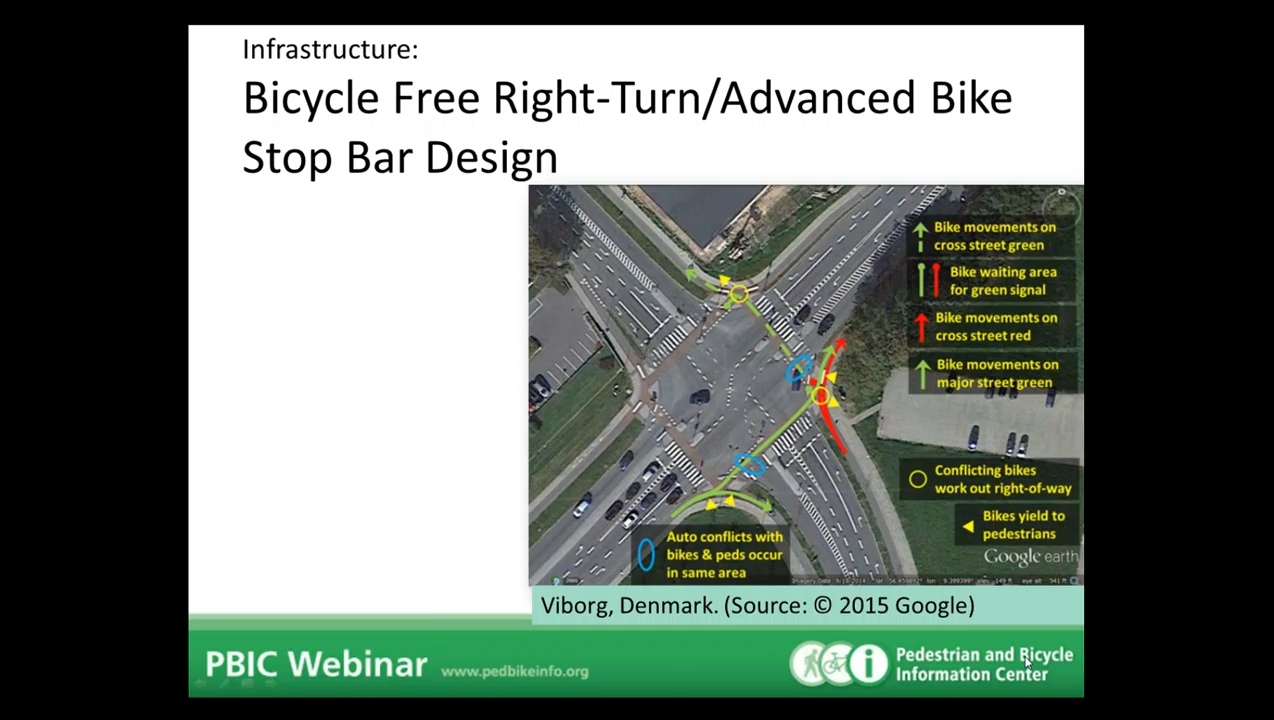 Infrastructure:
Bicycle Free Right-Turn/Advanced Bike
Stop Bar Design
Bike movements on
cross street green
Bike waiting area
for green signal
Bike movements on
cross street red
Bike movements on
major street green
Conflicting bikes
work out right-of-way
Bikes yield to
pedestrians
Auto conflicts with
bikes & peds occur
in same area
Google earth
Viborg, Denmark. (Source: © 2015 Google)
PBIC Webinar
www.pedbikeinfo.org
Pedestrian and Bicycle
Information Center